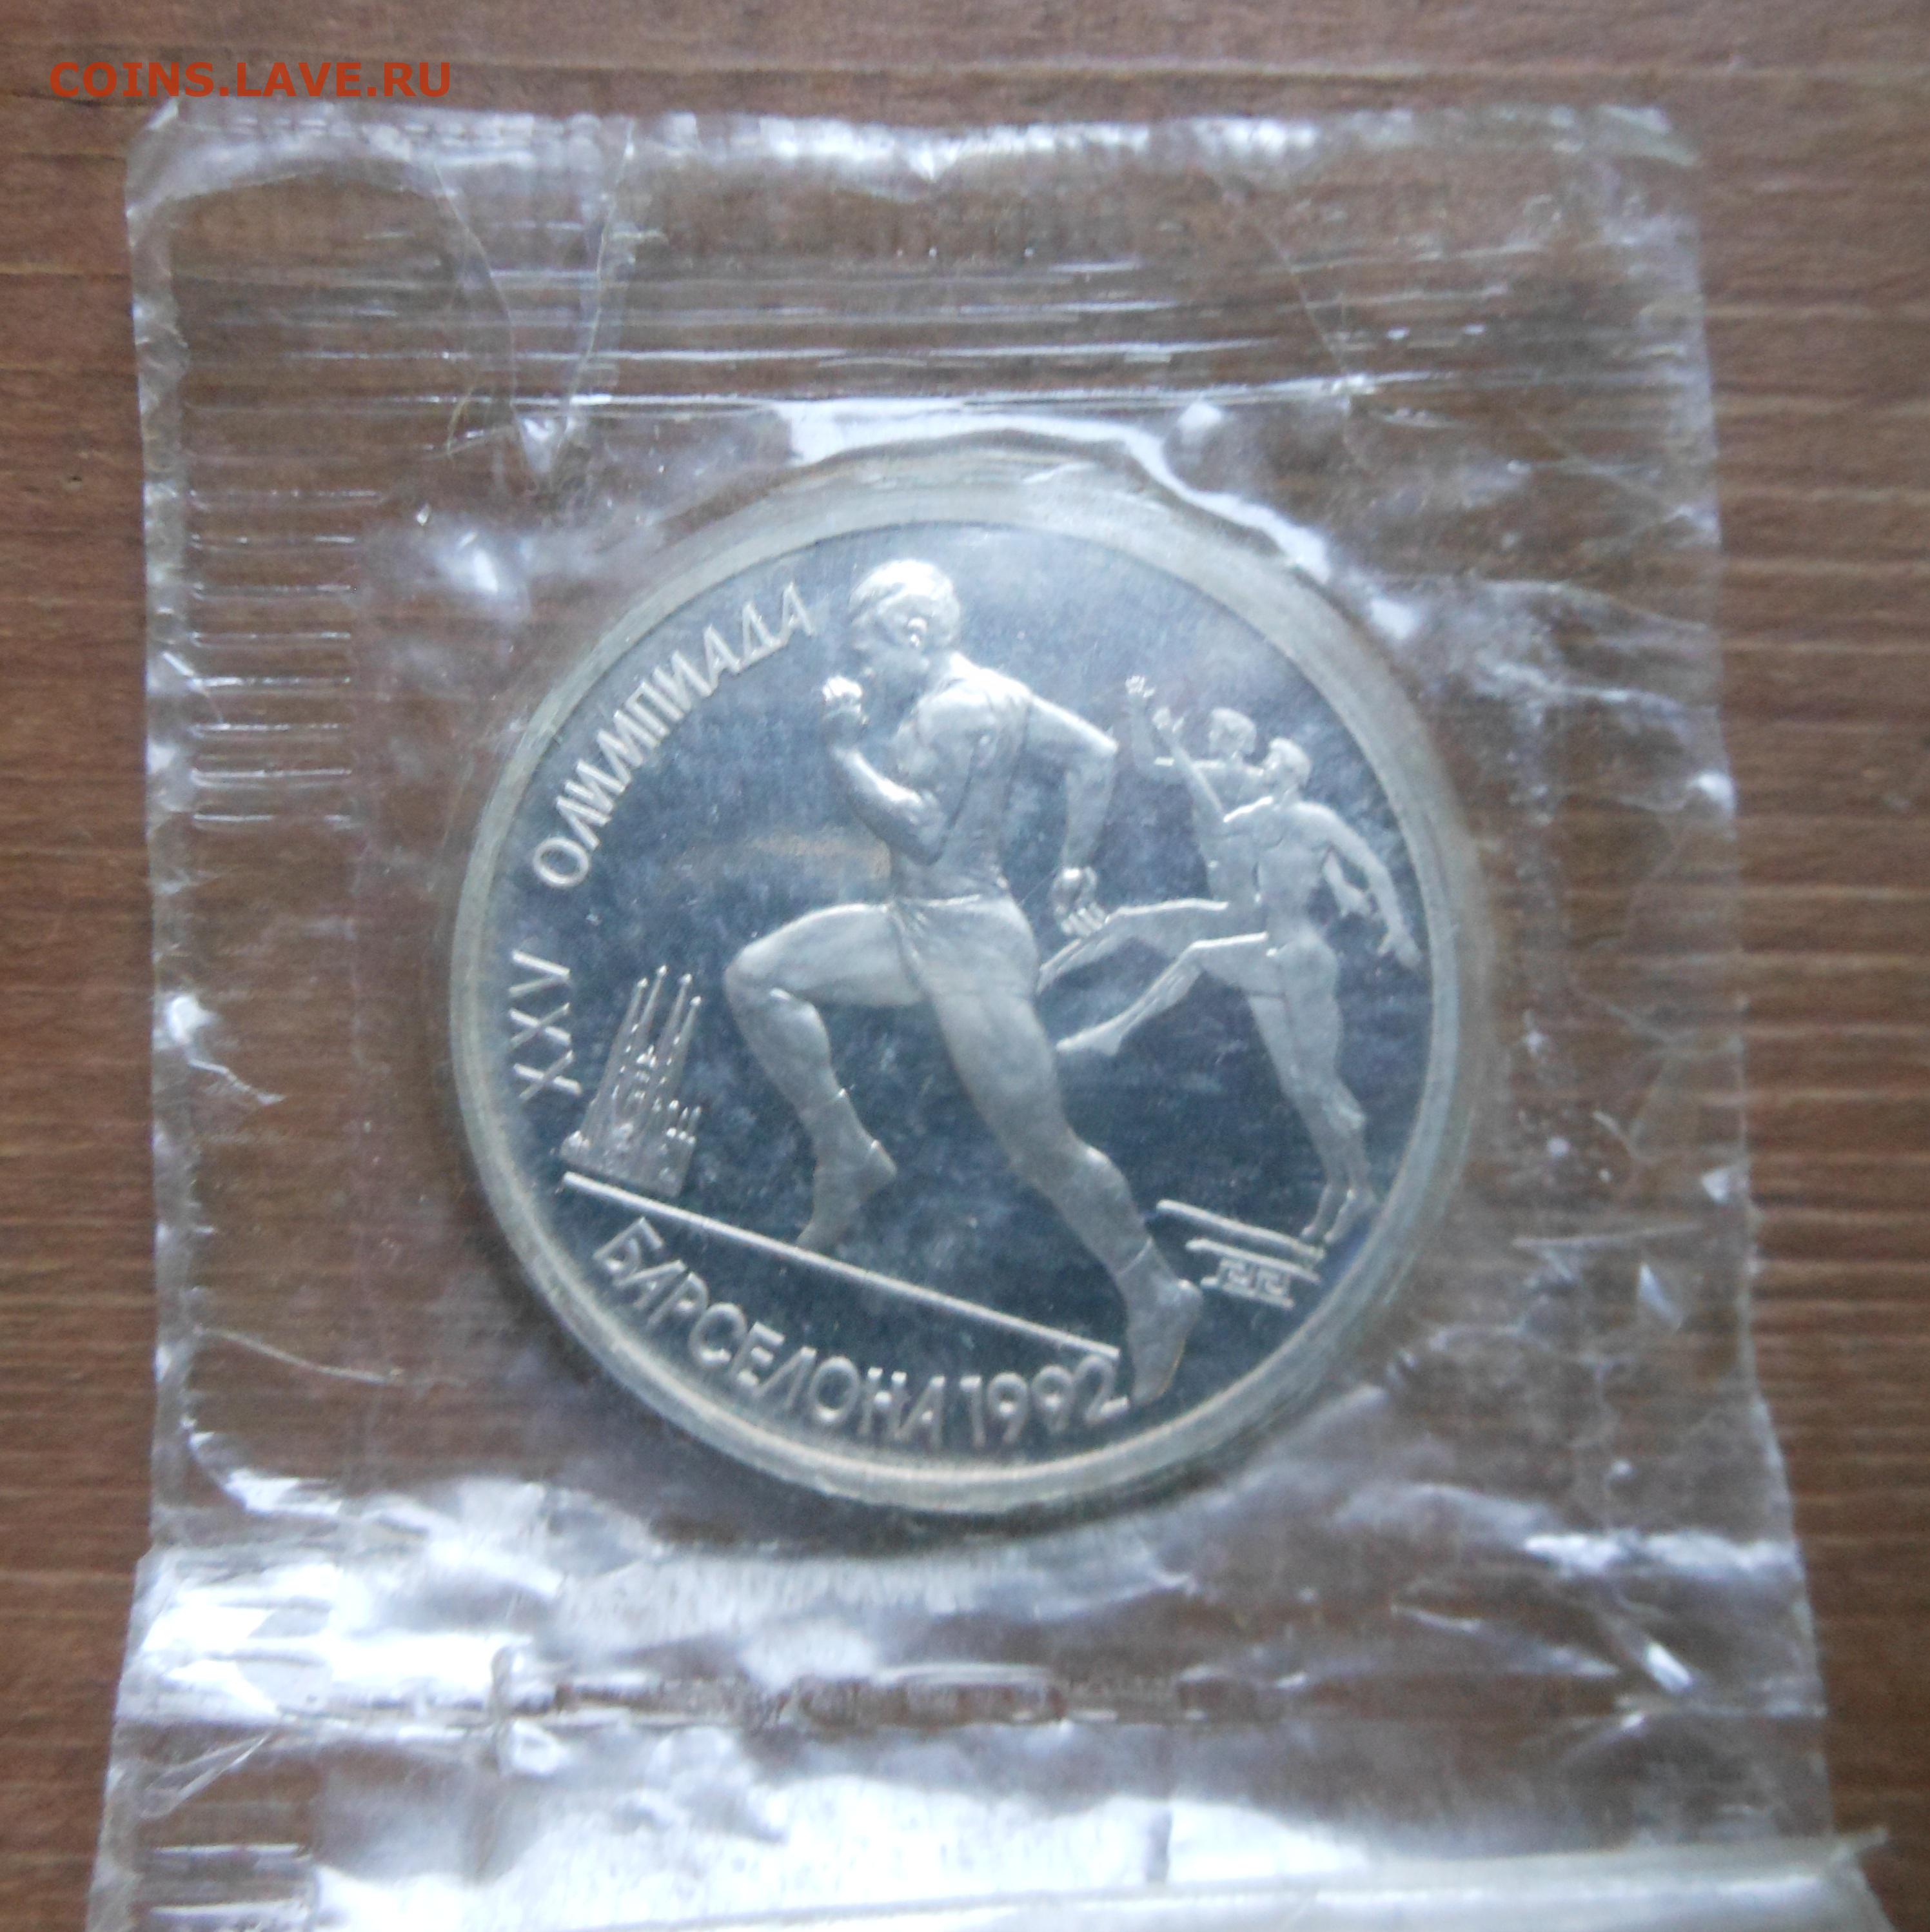 COINS.LAVE.RU
XXV ОЛИМПИАДА
БАРСЕЛОНА 1992